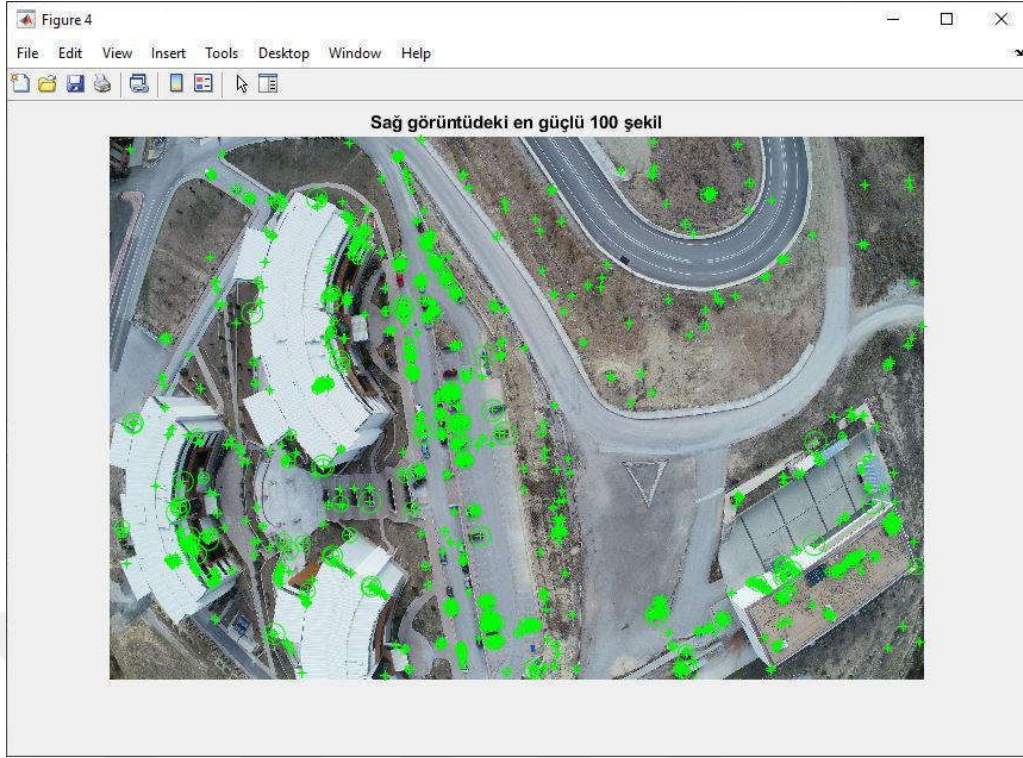 Figure 4
File Edit View Insert Tools Desktop Window Help
Sağ görüntüdeki en güçlü 100 şekil